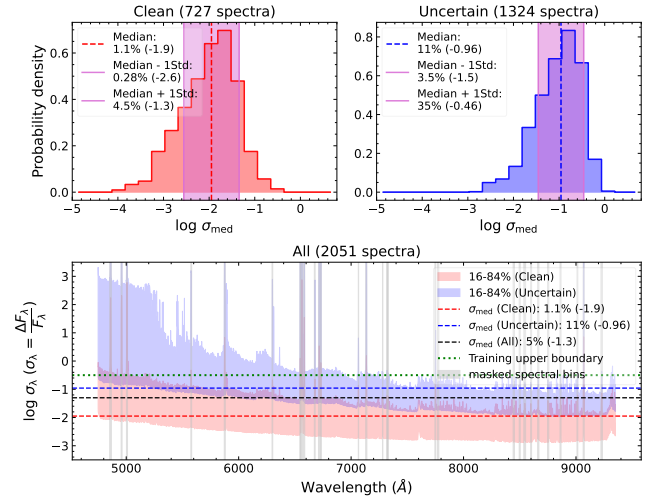 Clean (727 spectra)
Probability density
0.6
0.4
0.2
0.0
Median:
1.1% (-1.9)
Median - 1Std:
0.28% (-2.6)
Median + 1Std:
4.5% (-1.3)
−5 −4 −3 −2 −1 0
log σmed
Uncertain (1324 spectra)
0.8
0.6
0.4
0.2
0.0
Median:
11% (-0.96)
Median - 1Std:
3.5% (-1.5)
Median + 1Std:
35% (-0.46)
−5 −4 −3 −2 −1 0
log σmed
All (2051 spectra)
log σλ (σλ = ΔFλ/Fλ)
3
2
1
0
−1
−2
−3
16-84% (Clean)
16-84% (Uncertain)
σmed (Clean): 1.1% (-1.9)
σmed (Uncertain): 11% (-0.96)
σmed (All): 5% (-1.3)
Training upper boundary
masked spectral bins
5000 6000 7000 8000 9000
Wavelength (Å)